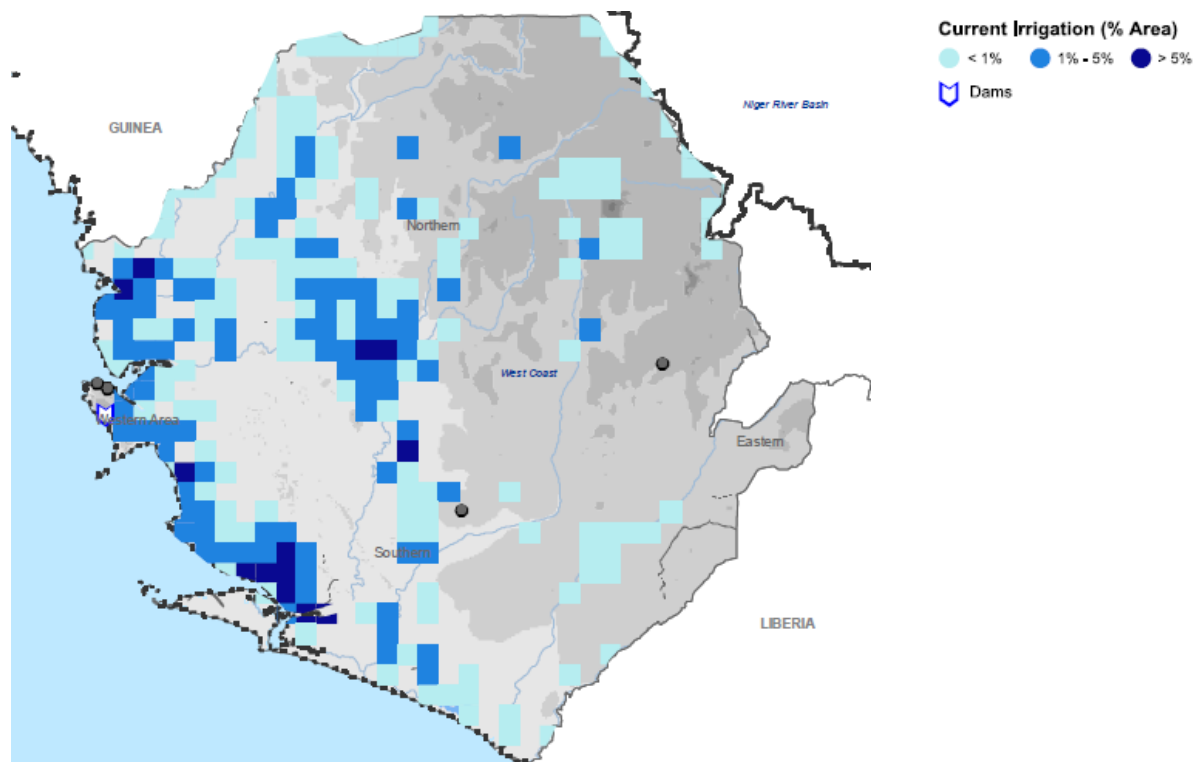 Current Irrigation (% Area)
< 1% 1% - 5% > 5%
Dams
Niger River Basin
GUINEA
Northern
West Coast
Western Area
Eastern
Southern
LIBERIA